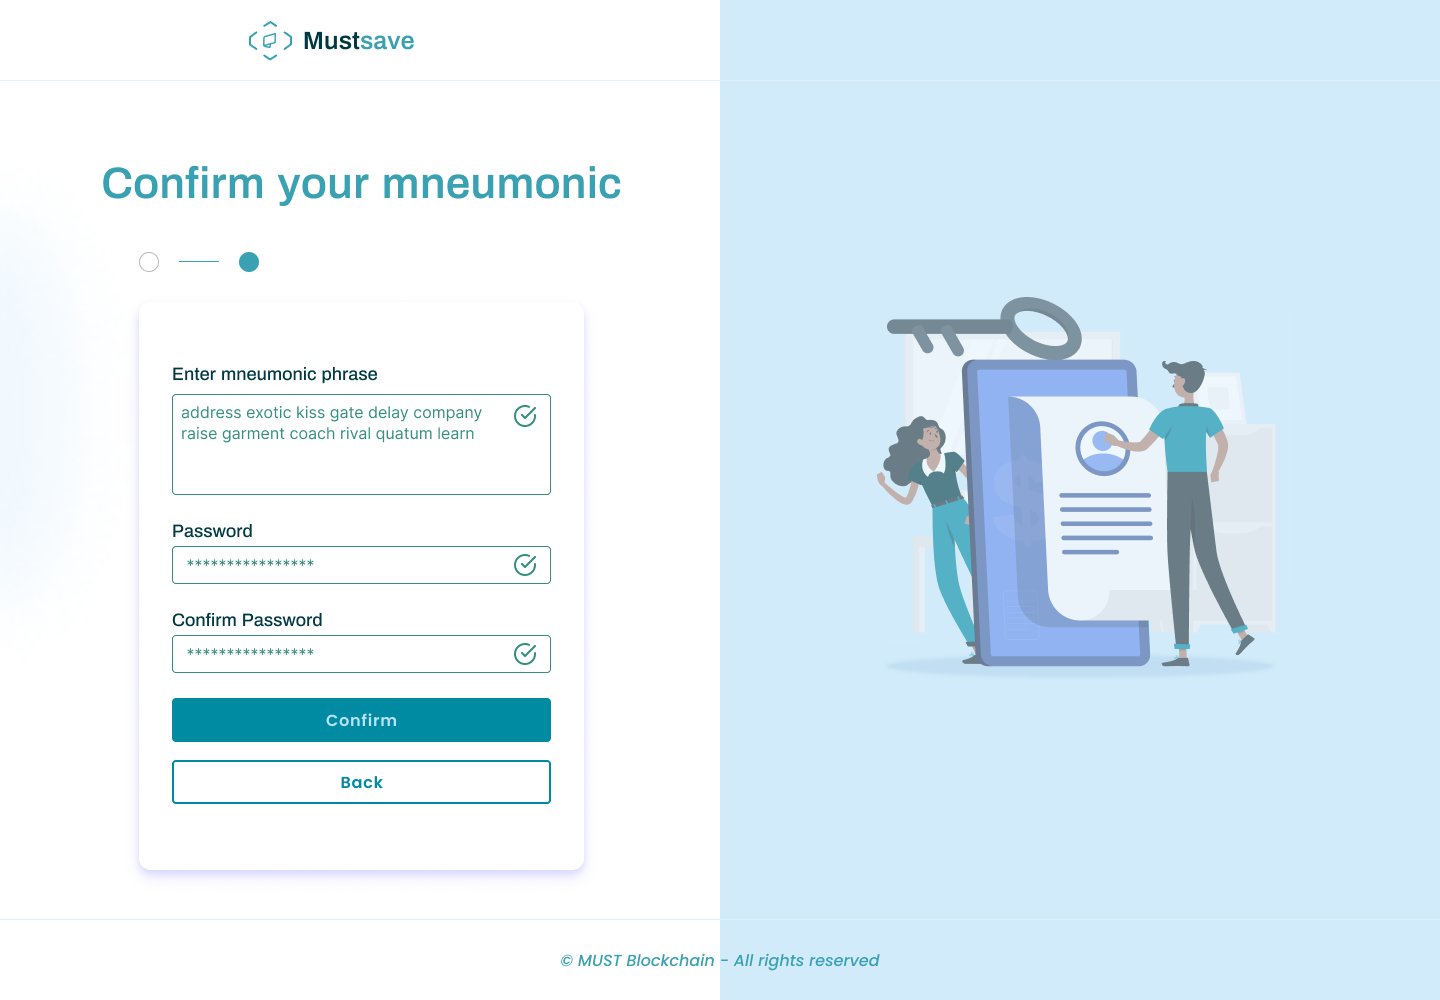 Mustsave
Confirm your mneumonic
Enter mneumonic phrase
address exotic kiss gate delay company
raise garment coach rival quatum learn
Password
****************
Confirm Password
****************
Confirm
Back
© MUST Blockchain - All rights reserved